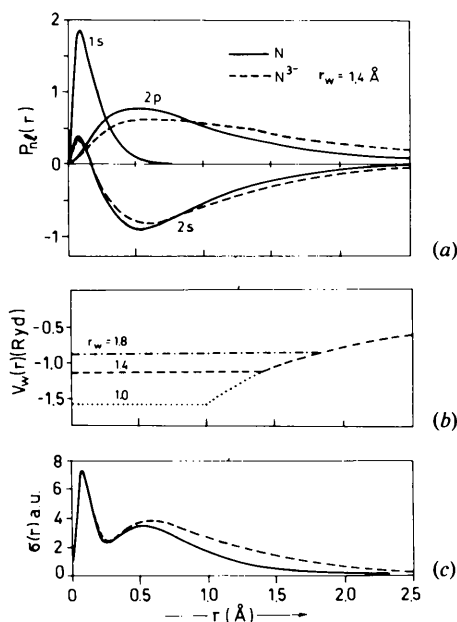 2
1
0
-1
Pnℓ(r)
1s
2p
2s
N
N3- rw = 1,4 Å
(a)
-0.5
-1.0
-1.5
Vw(r)(Ryd)
rw = 1.8
1.4
1.0
(b)
8
6
4
2
0
σ(r) a.u.
0
0.5
1.0
1.5
2.0
2,5
(c)
r (Å)